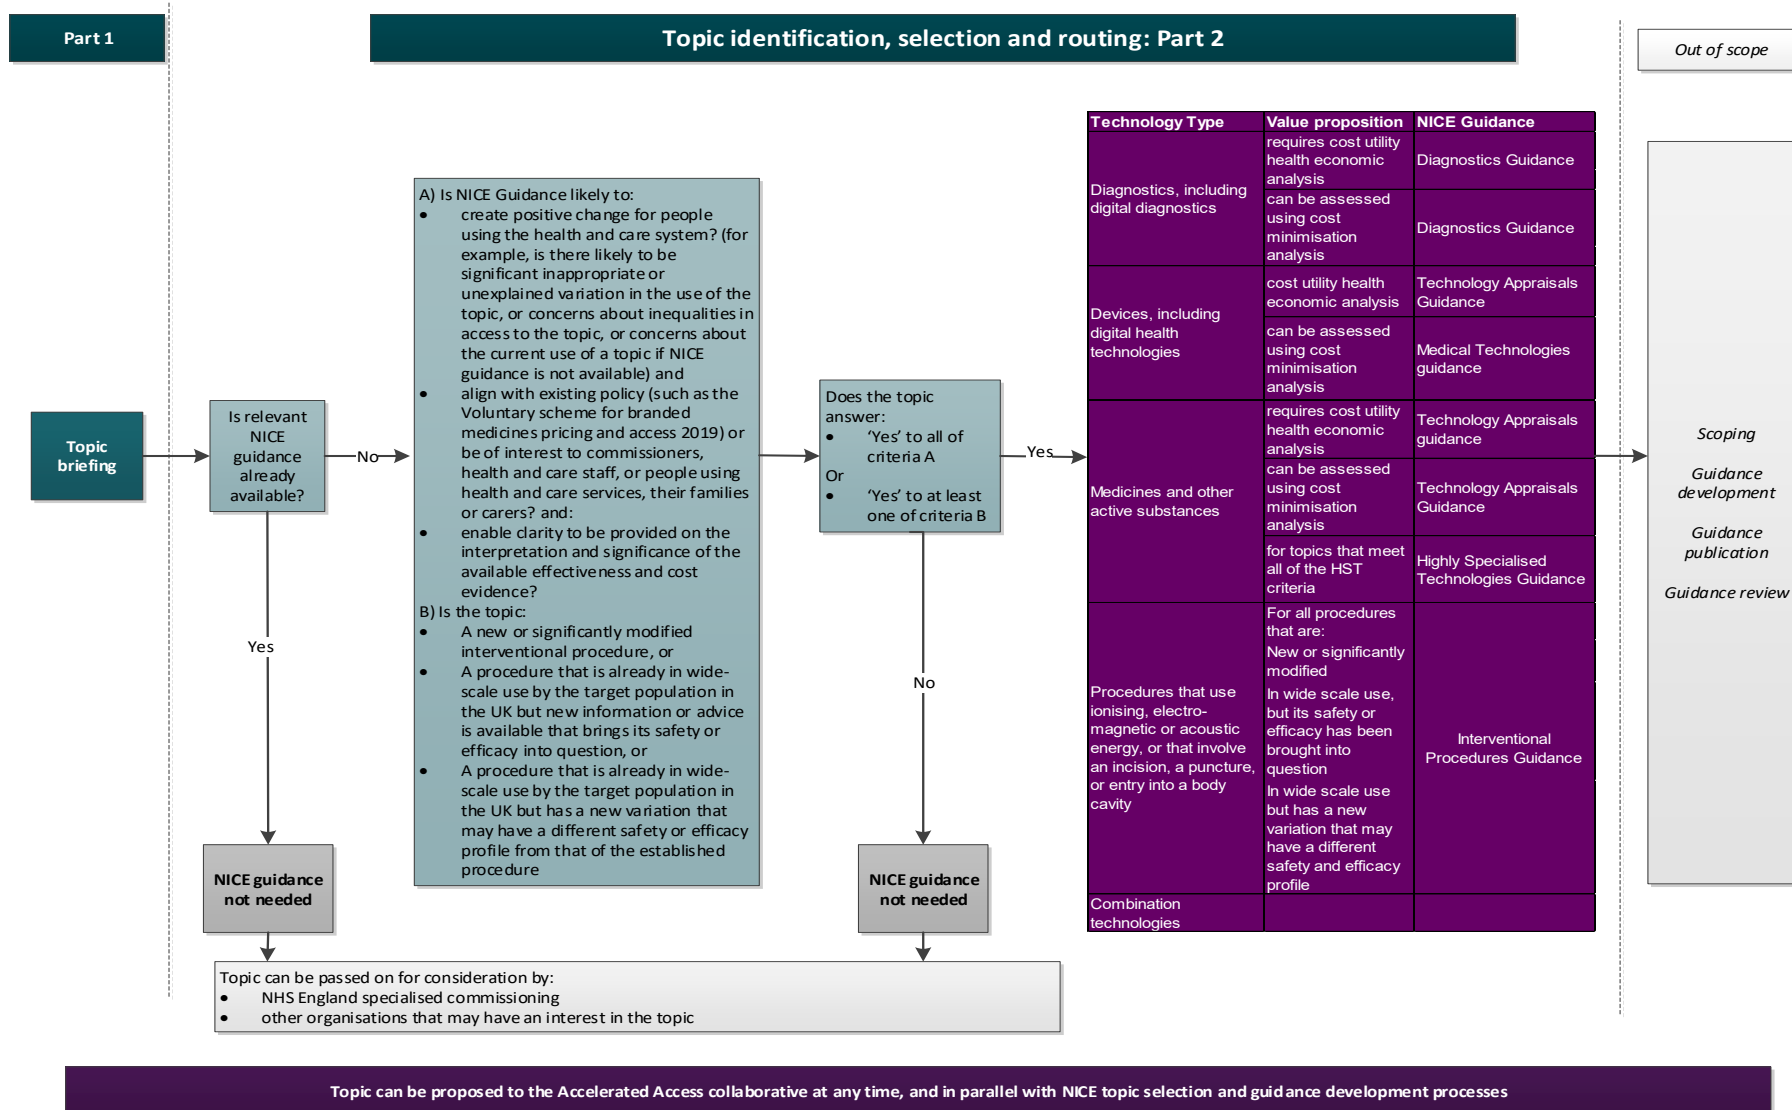 Part 1
Topic identification, selection and routing: Part 2
Out of scope
Topic
briefing
Is relevant
NICE
guidance
already
available?
No
Yes
A) Is NICE Guidance likely to:
• create positive change for people
using the health and care system? (for
example, is there likely to be
significant inappropriate or
unexplained variation in the use of the
topic, or concerns about inequalities in
access to the topic, or concerns about
the current use of a topic if NICE
guidance is not available) and
• align with existing policy (such as the
Voluntary scheme for branded
medicines pricing and access 2019) or
be of interest to commissioners,
health and care staff, or people using
health and care services, their families
or carers? and:
• enable clarity to be provided on the
interpretation and significance of the
available effectiveness and cost
evidence?
B) Is the topic:
• A new or significantly modified
interventional procedure, or
• A procedure that is already in wide-
scale use by the target population in
the UK but new information or advice
is available that brings its safety or
efficacy into question, or
• A procedure that is already in wide-
scale use by the target population in
the UK but has a new variation that
may have a different safety or efficacy
profile from that of the established
procedure
Does the topic
answer:
• ‘Yes’ to all of
criteria A
Or
• ‘Yes’ to at least
one of criteria B
Yes
No
NICE guidance
not needed
NICE guidance
not needed
Topic can be passed on for consideration by:
• NHS England specialised commissioning
• other organisations that may have an interest in the topic
Technology Type Value proposition NICE Guidance
Diagnostics, including
digital diagnostics
requires cost utility
health economic
analysis
Diagnostics Guidance
can be assessed
using cost
minimisation
analysis
Diagnostics Guidance
Devices, including
digital health
technologies
cost utility health
economic analysis
Technology Appraisals
Guidance
can be assessed
using cost
minimisation
analysis
Medical Technologies
guidance
Medicines and other
active substances
requires cost utility
health economic
analysis
Technology Appraisals
guidance
can be assessed
using cost
minimisation
analysis
Technology Appraisals
Guidance
for topics that meet
all of the HST
criteria
Highly Specialised
Technologies Guidance
Procedures that use
ionising, electro-
magnetic or acoustic
energy, or that involve
an incision, a puncture,
or entry into a body
cavity
For all procedures
that are:
New or significantly
modified
In wide scale use,
but its safety or
efficacy has been
brought into
question
In wide scale use
but has a new
variation that may
have a different
safety and efficacy
profile
Interventional
Procedures Guidance
Combination
technologies
Scoping
Guidance
development
Guidance
publication
Guidance review
Topic can be proposed to the Accelerated Access collaborative at any time, and in parallel with NICE topic selection and guidance development processes